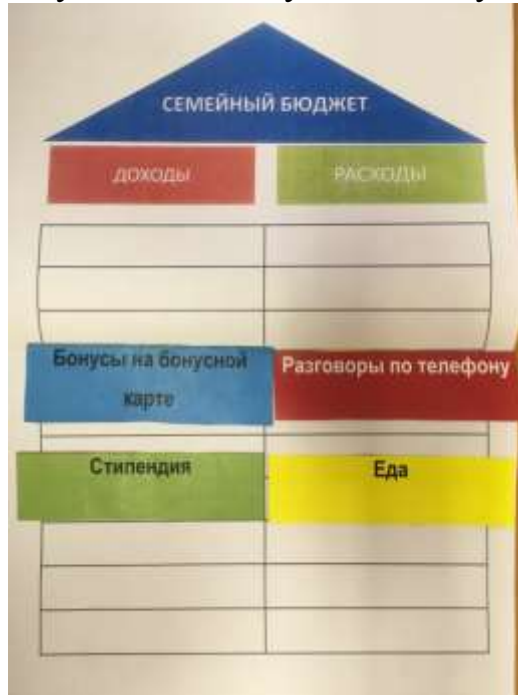 СЕМЕЙНЫЙ БЮДЖЕТ
ДОХОДЫ
РАСХОДЫ
Бонусы на бонусной
карте
Разговоры по телефону
Стипендия
Еда